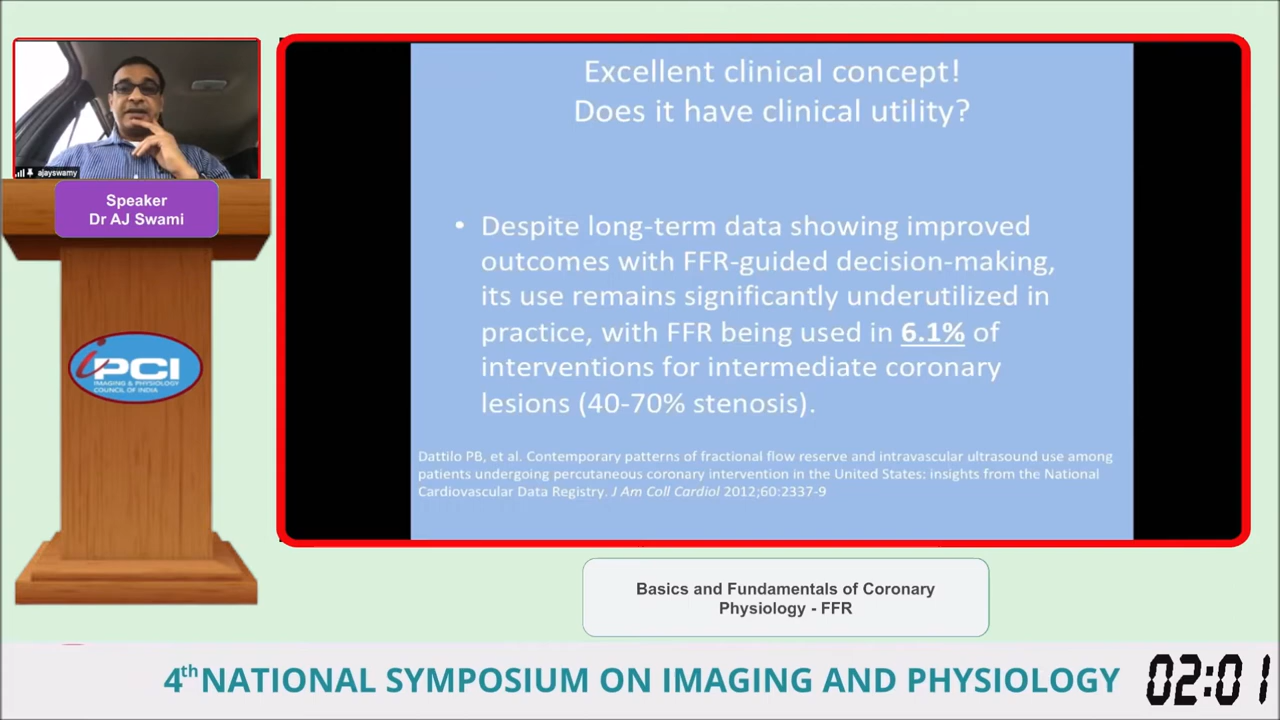 ajayswamy
Speaker
Dr AJ Swami
iPCI
IMAGING & PHYSIOLOGY
COUNCIL OF INDIA
Excellent clinical concept!
Does it have clinical utility?
• Despite long-term data showing improved
outcomes with FFR-guided decision-making,
its use remains significantly underutilized in
practice, with FFR being used in 6.1% of
interventions for intermediate coronary
lesions (40-70% stenosis).
Dattilo PB, et al. Contemporary patterns of fractional flow reserve and intravascular ultrasound use among
patients undergoing percutaneous coronary intervention in the United States: insights from the National
Cardiovascular Data Registry. J Am Coll Cardiol 2012;60:2337-9
Basics and Fundamentals of Coronary
Physiology - FFR
4th NATIONAL SYMPOSIUM ON IMAGING AND PHYSIOLOGY
02:01